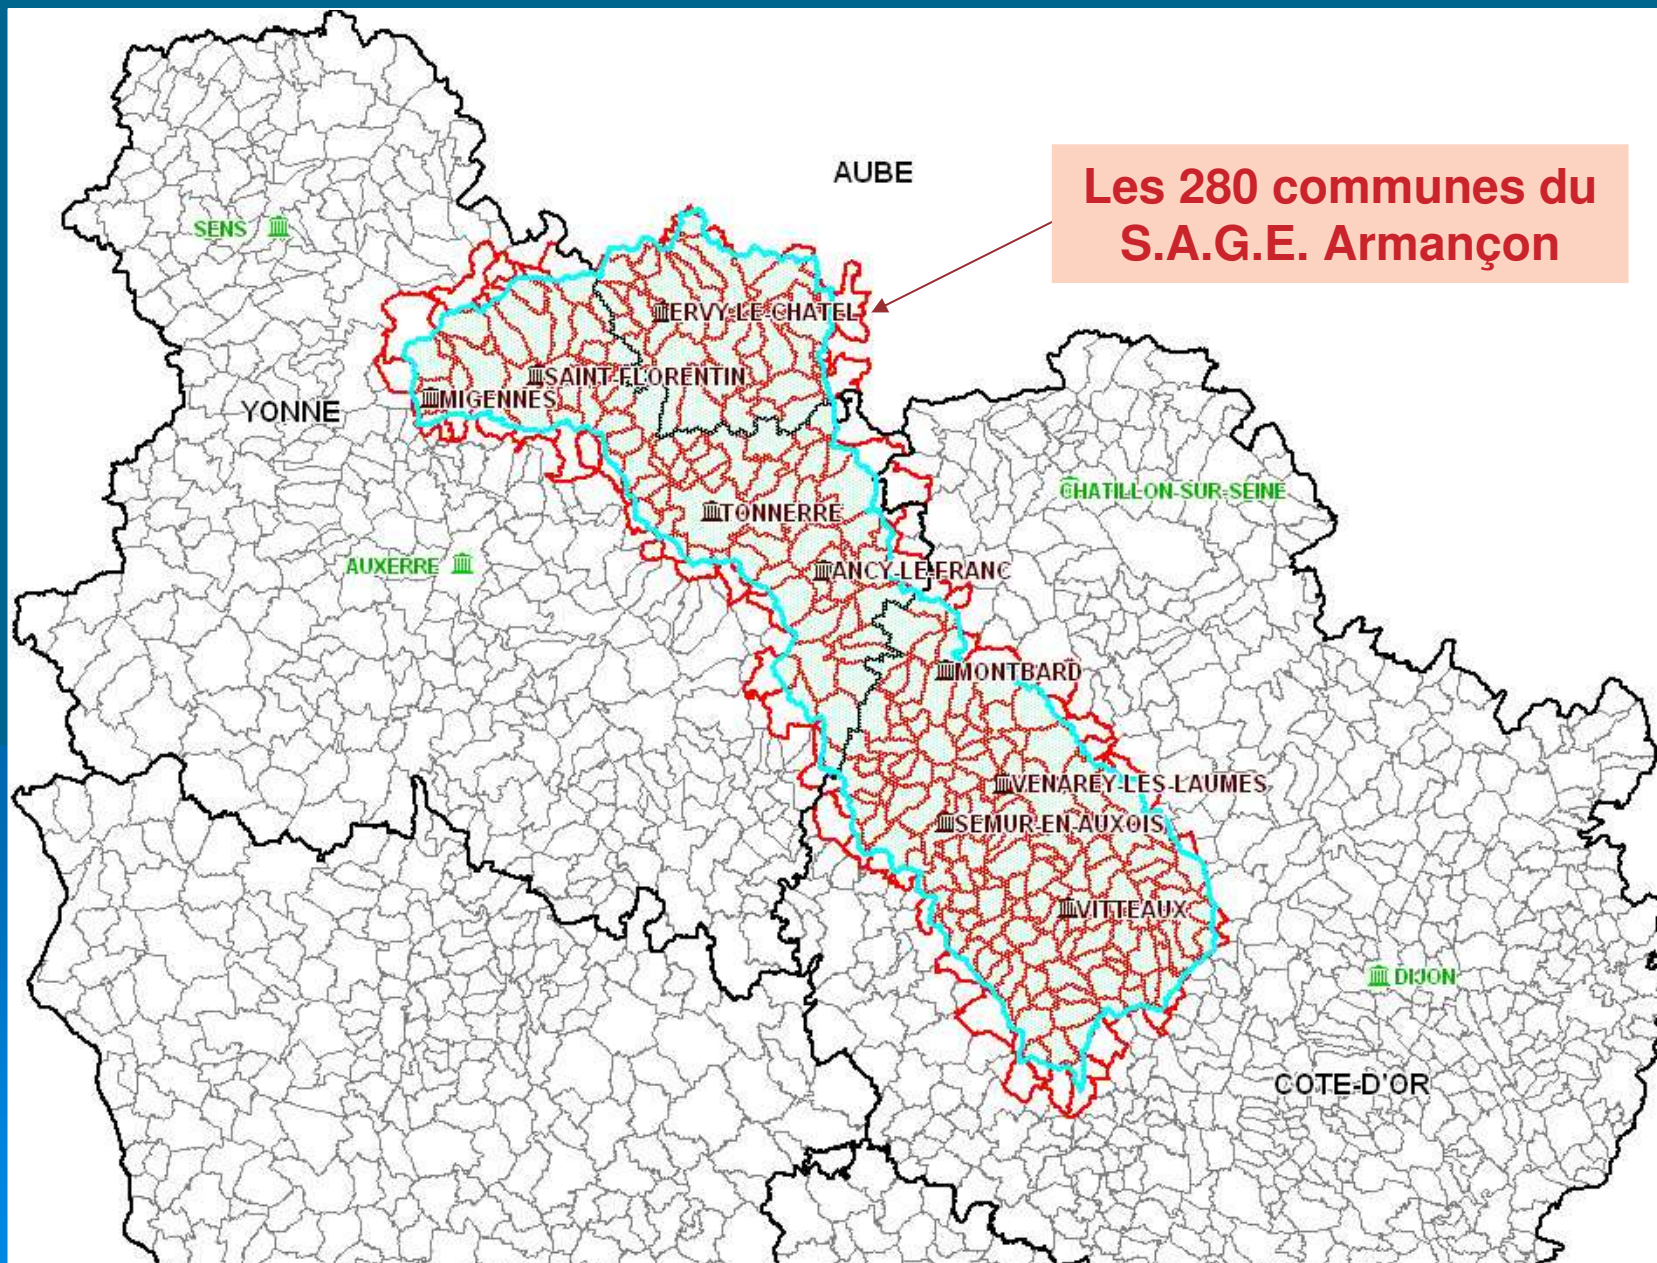 AUBE
Les 280 communes du
S.A.G.E. Armançon
SENS
ERVY-LE-CHATEL
SAINT-FLORENTIN
MIGENNES
YONNE
CHATILLON-SUR-SEINE
TONNERRE
AUXERRE
ANCY-LE-FRANC
MONTBARD
VENAREY-LES-LAUMES
SEMUR-EN-AUXOIS
VITTEAUX
DIJON
COTE-D'OR